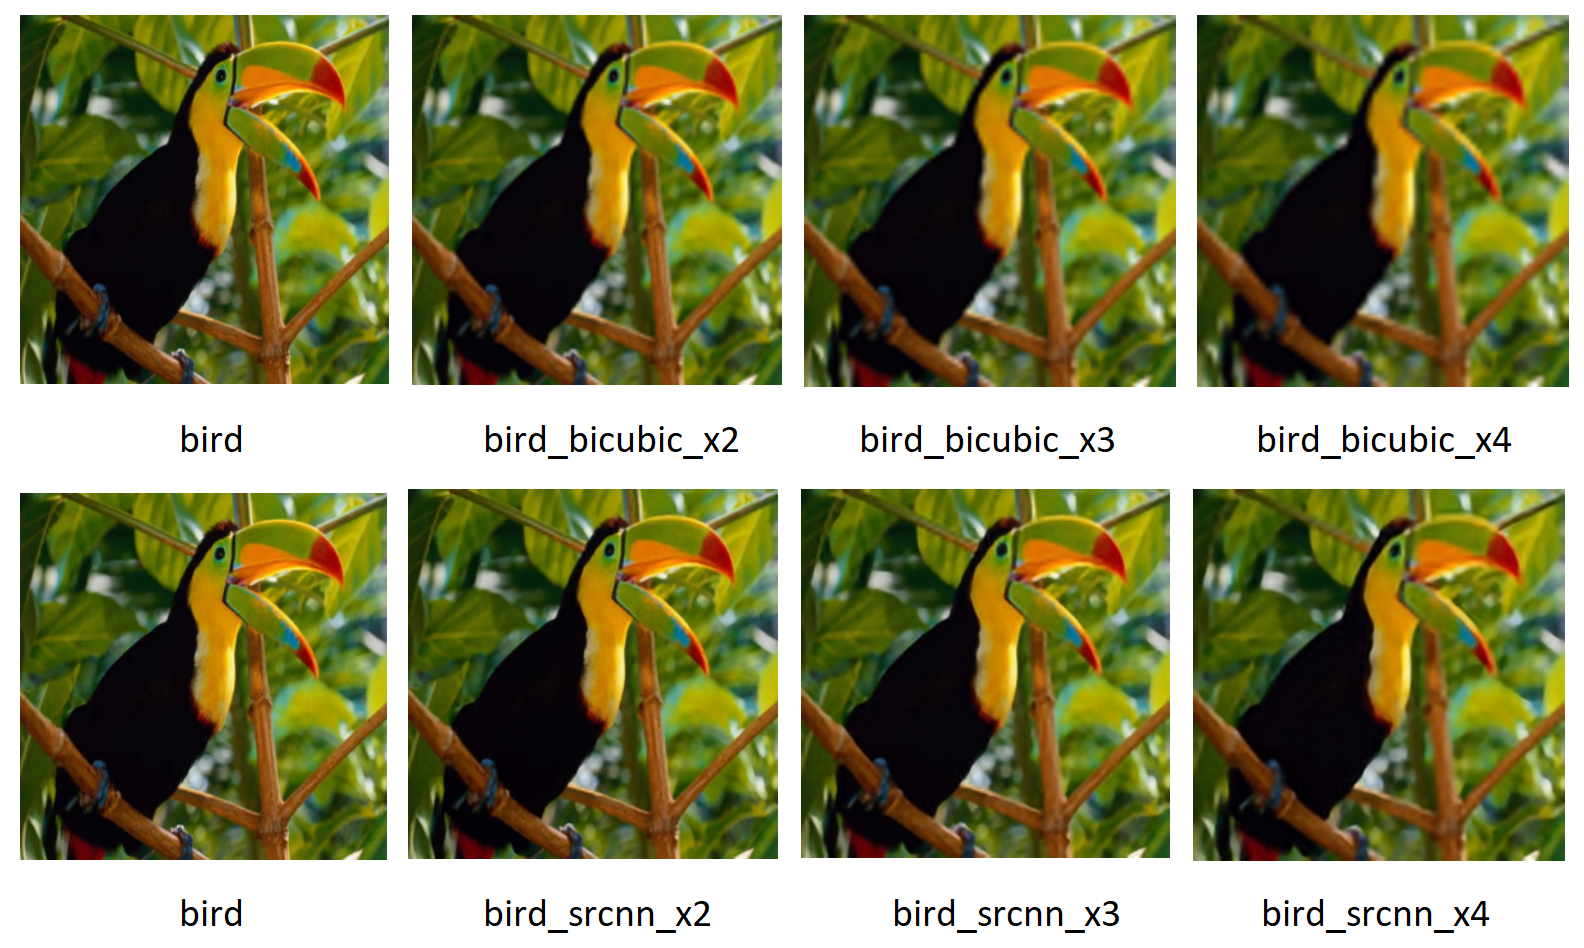 bird
bird_bicubic_x2
bird_bicubic_x3
bird_bicubic_x4
bird
bird_srcnn_x2
bird_srcnn_x3
bird_srcnn_x4